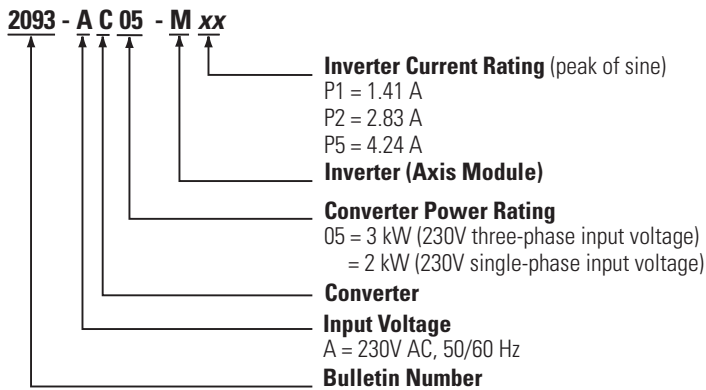 2093 - A C 05 - M xx
Inverter Current Rating (peak of sine)
P1 = 1.41 A
P2 = 2.83 A
P5 = 4.24 A
Inverter (Axis Module)
Converter Power Rating
05 = 3 kW (230V three-phase input voltage)
= 2 kW (230V single-phase input voltage)
Converter
Input Voltage
A = 230V AC, 50/60 Hz
Bulletin Number